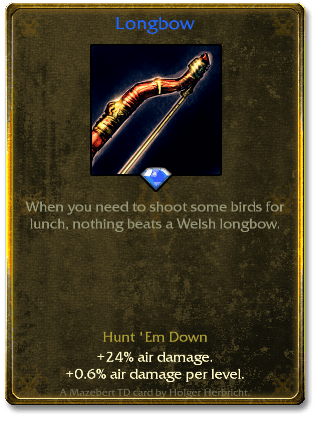 Longbow
When you need to shoot some birds for
lunch, nothing beats a Welsh longbow.
Hunt 'Em Down
+24% air damage.
+0.6% air damage per level.
A Mazebert TD card by Holger Herbricht.